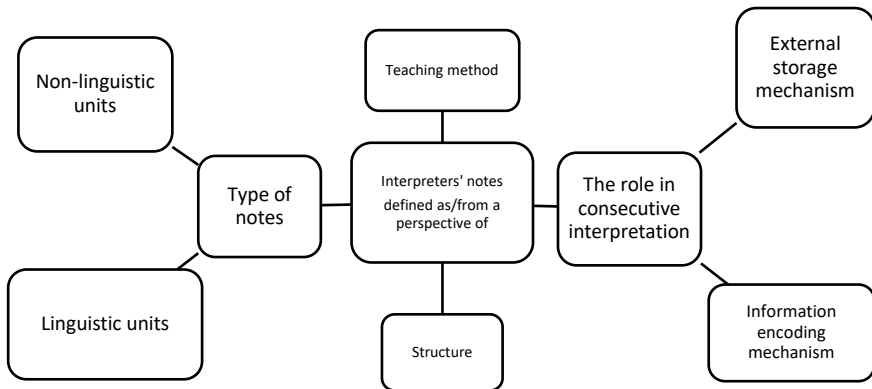 Non-linguistic
units
Teaching method
External
storage
mechanism
Type of
notes
Interpreters' notes
defined as/from a
perspective of
The role in
consecutive
interpretation
Linguistic units
Structure
Information
encoding
mechanism